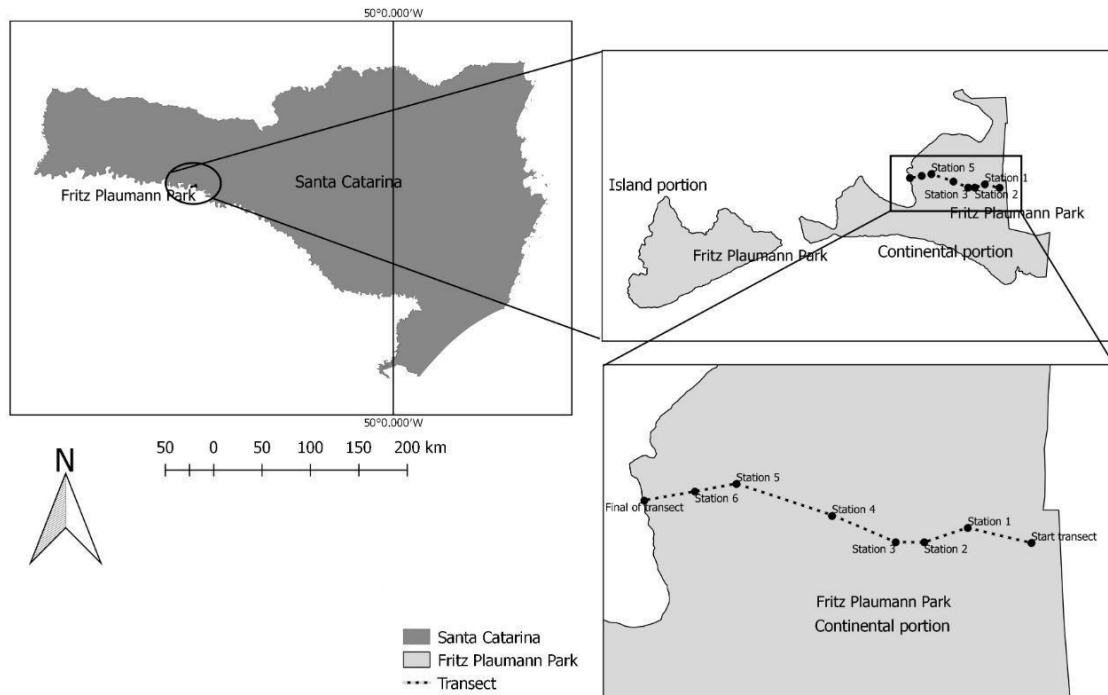 50°0.000'W
Santa Catarina
Fritz Plaumann Park
50°0.000'W
50 0 50 100 150 200 km
N
Island portion
Fritz Plaumann Park
Station 5
Station 1
Station 3
Station 2
Fritz Plaumann Park
Continental portion
Station 5
Final of transect
Station 6
Station 4
Station 1
Station 3
Station 2
Start transect
Fritz Plaumann Park
Continental portion
Santa Catarina
Fritz Plaumann Park
Transect